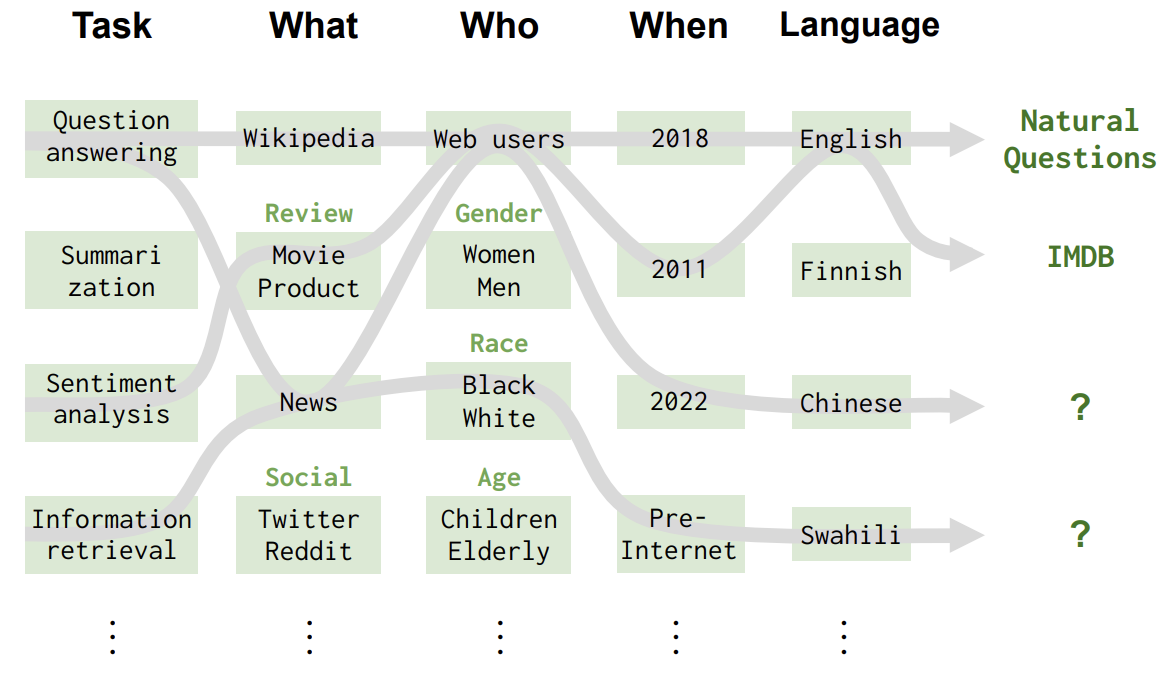 Task What Who When Language
Question
answering
Wikipedia
Web users
2018
English
Natural
Questions
Summari
zation
Review
Movie
Product
Gender
Women
Men
2011
Finnish
IMDB
Sentiment
analysis
News
Race
Black
White
2022
Chinese
?
Information
retrieval
Social
Twitter
Reddit
Age
Children
Elderly
Pre-
Internet
Swahili
?